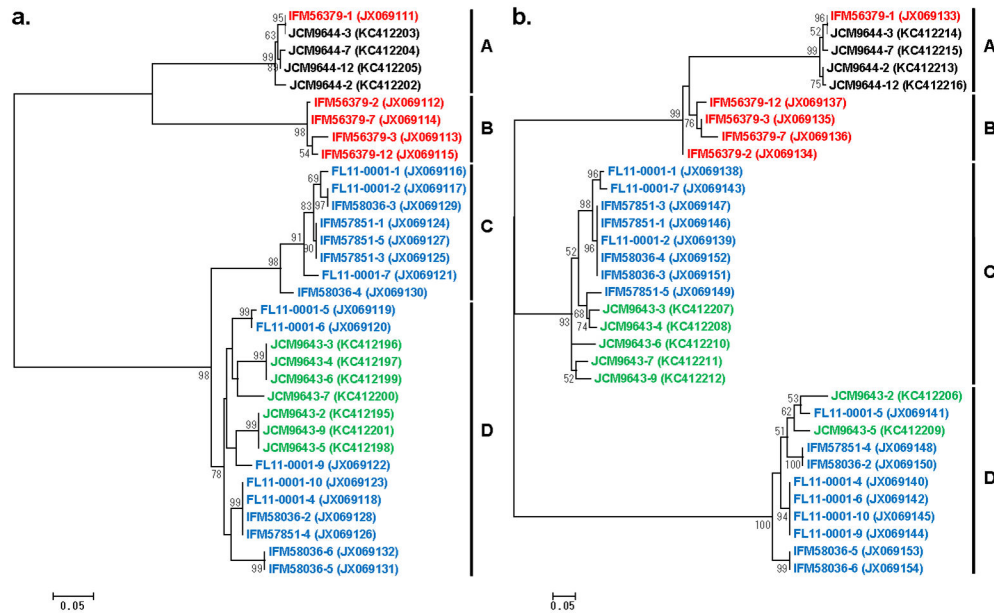 a.
95
IFM56379-1 (JX069111)
63
JCM9644-3 (KC412203)
JCM9644-7 (KC412204)
99
JCM9644-12 (KC412205)
JCM9644-2 (KC412202)
A
IFM56379-2 (JX069112)
IFM56379-7 (JX069114)
98
IFM56379-3 (JX069113)
54
IFM56379-12 (JX069115)
B
FL11-0001-1 (JX069116)
69
FL11-0001-2 (JX069117)
83
97
IFM58036-3 (JX069129)
IFM57851-1 (JX069124)
91
IFM57851-5 (JX069127)
90
IFM57851-3 (JX069125)
98
FL11-0001-7 (JX069121)
IFM58036-4 (JX069130)
C
FL11-0001-5 (JX069119)
99
FL11-0001-6 (JX069120)
JCM9643-3 (KC412196)
99
JCM9643-4 (KC412197)
JCM9643-6 (KC412199)
98
JCM9643-7 (KC412200)
JCM9643-2 (KC412195)
99
JCM9643-9 (KC412201)
JCM9643-5 (KC412198)
78
FL11-0001-9 (JX069122)
FL11-0001-10 (JX069123)
99
FL11-0001-4 (JX069118)
IFM58036-2 (JX069128)
IFM57851-4 (JX069126)
IFM58036-6 (JX069132)
99
IFM58036-5 (JX069131)
D
0.05
b.
96
IFM56379-1 (JX069133)
52
JCM9644-3 (KC412214)
99
JCM9644-7 (KC412215)
JCM9644-2 (KC412213)
75
JCM9644-12 (KC412216)
A
IFM56379-12 (JX069137)
99
76
IFM56379-3 (JX069135)
IFM56379-7 (JX069136)
IFM56379-2 (JX069134)
B
FL11-0001-1 (JX069138)
96
FL11-0001-7 (JX069143)
98
IFM57851-3 (JX069147)
IFM57851-1 (JX069146)
FL11-0001-2 (JX069139)
52
96
IFM58036-4 (JX069152)
IFM58036-3 (JX069151)
IFM57851-5 (JX069149)
68
JCM9643-3 (KC412207)
93
74
JCM9643-4 (KC412208)
JCM9643-6 (KC412210)
JCM9643-7 (KC412211)
52
JCM9643-9 (KC412212)
C
53
JCM9643-2 (KC412206)
62
FL11-0001-5 (JX069141)
51
JCM9643-5 (KC412209)
IFM57851-4 (JX069148)
100
IFM58036-2 (JX069150)
FL11-0001-4 (JX069140)
FL11-0001-6 (JX069142)
94
FL11-0001-10 (JX069145)
100
FL11-0001-9 (JX069144)
IFM58036-5 (JX069153)
99
IFM58036-6 (JX069154)
D
0.05